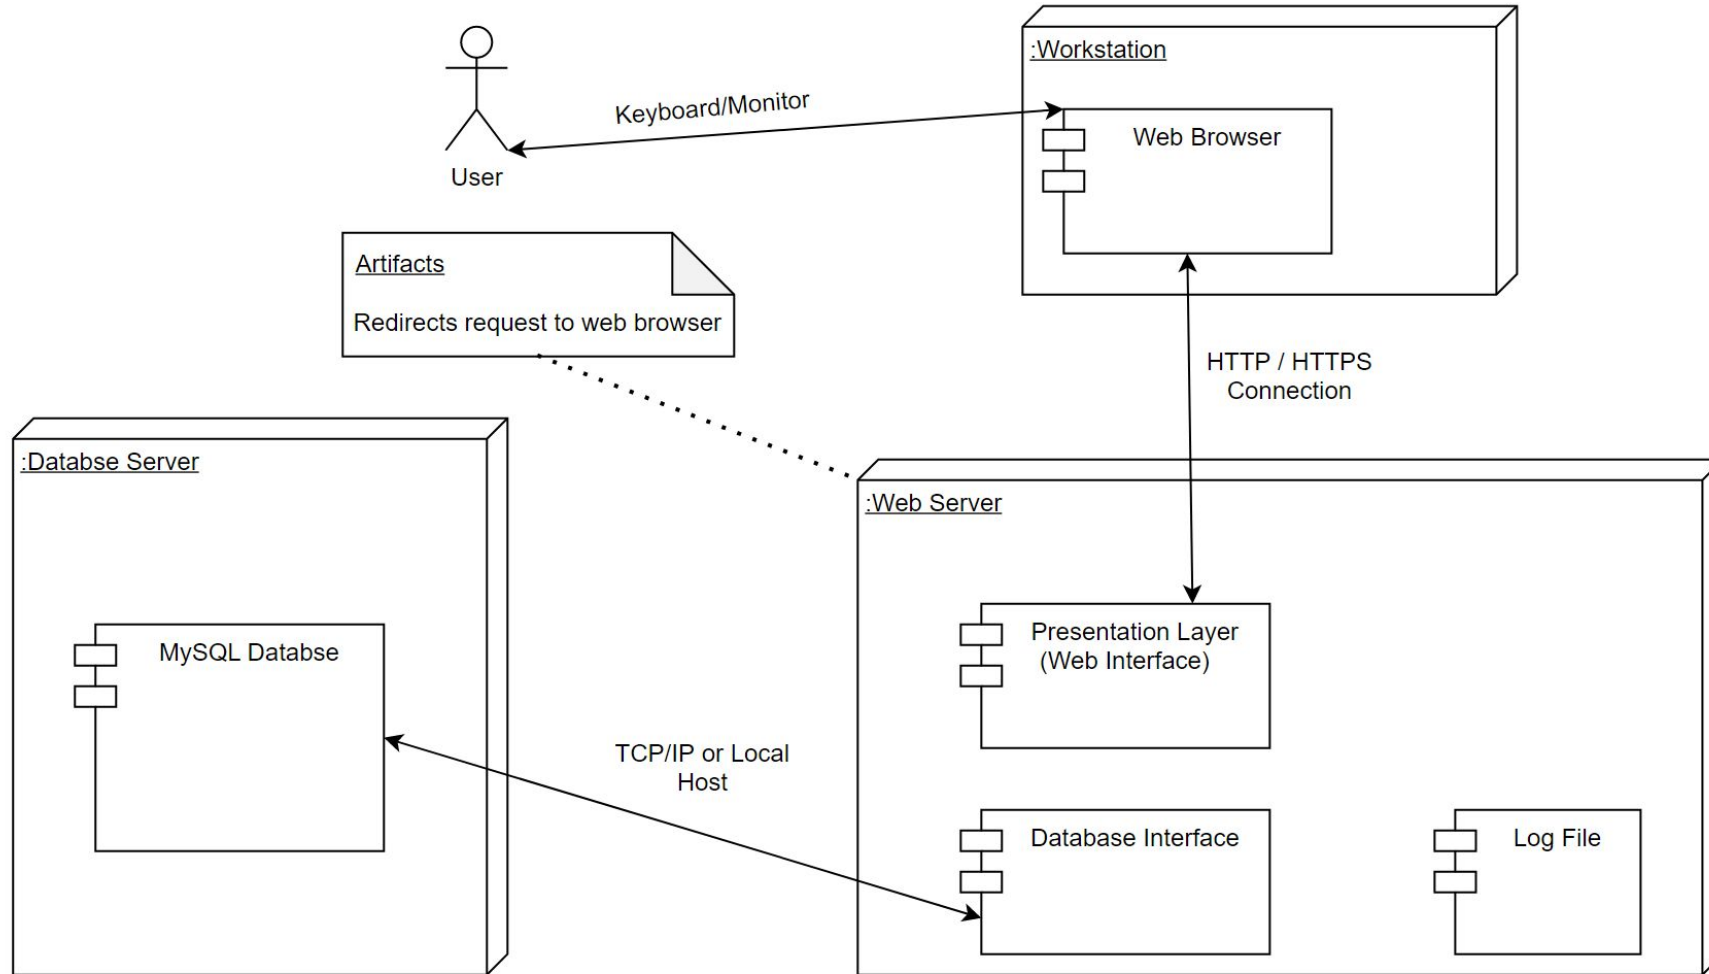 :Workstation
Keyboard/Monitor
Web Browser
User
Artifacts
Redirects request to web browser
HTTP / HTTPS
Connection
:Databse Server
:Web Server
MySQL Databse
Presentation Layer
(Web Interface)
TCP/IP or Local
Host
Database Interface
Log File